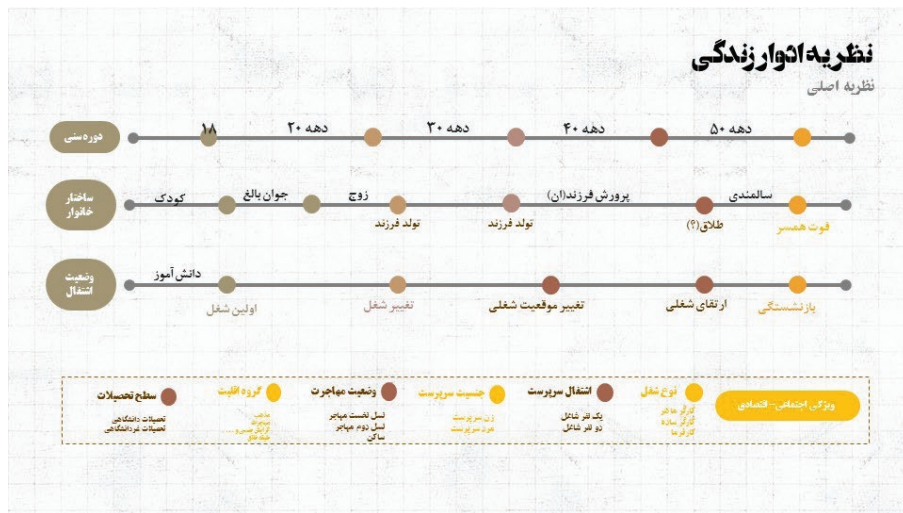 نظریه ادوار زندگی
نظریه اصلی
دوره سنی
۱۸
دهه ۲۰
دهه ۳۰
دهه ۴۰
دهه ۵۰
ساختار
خانوار
کودک
جوان بالغ
زوج
پرورش فرزند(ان)
سالمندی
تولد فرزند
تولد فرزند
طلاق(؟)
فوت همسر
وضعیت
اشتغال
دانش آموز
اولین شغل
تغییر شغل
تغییر موقعیت شغلی
ارتقای شغلی
بازنشستگی
ویژگی اجتماعی-اقتصادی
نوع شغل
کارگر ماهر
کارگر ساده
کارفرما
اشتغال سرپرست
یک نفر شاغل
دو نفر شاغل
جنسیت سرپرست
زن سرپرست
مرد سرپرست
وضعیت مهاجرت
نسل نخست مهاجر
نسل دوم مهاجر
ساکن
گروه اقلیت
مذهب
گرایش جنسی و
سطح تحصیلات
تحصیلات دانشگاهی
تحصیلات غیردانشگاهی